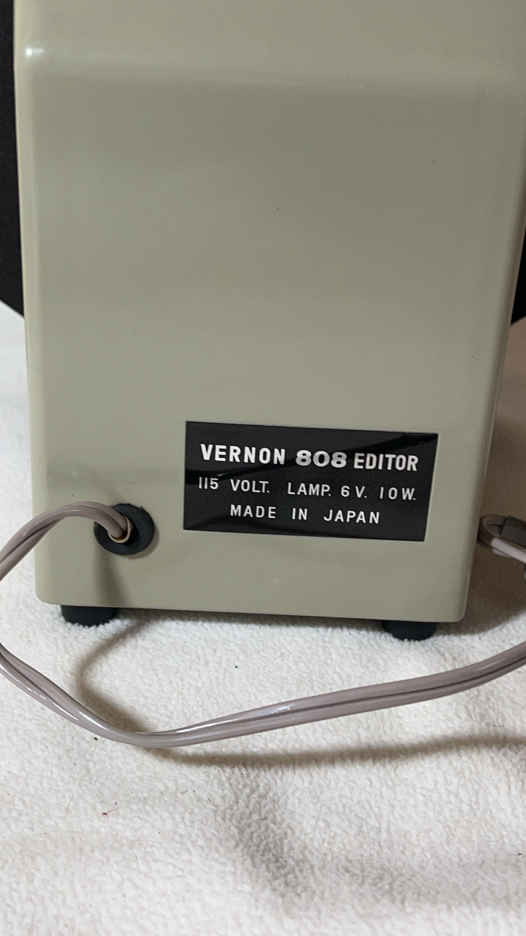 VERNON 808 EDITOR
115 VOLT. LAMP. 6 V. 10 W.
MADE IN JAPAN